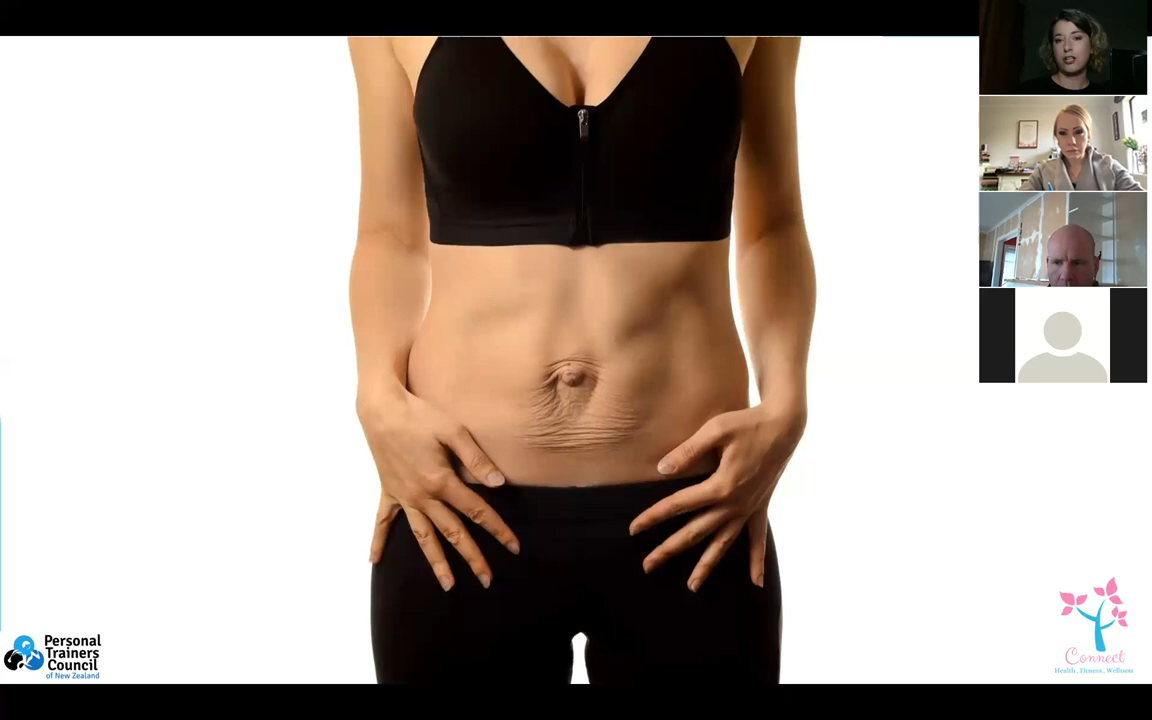 Personal
Trainers
Council
of New Zealand
Connect
Health . Fitness . Wellness